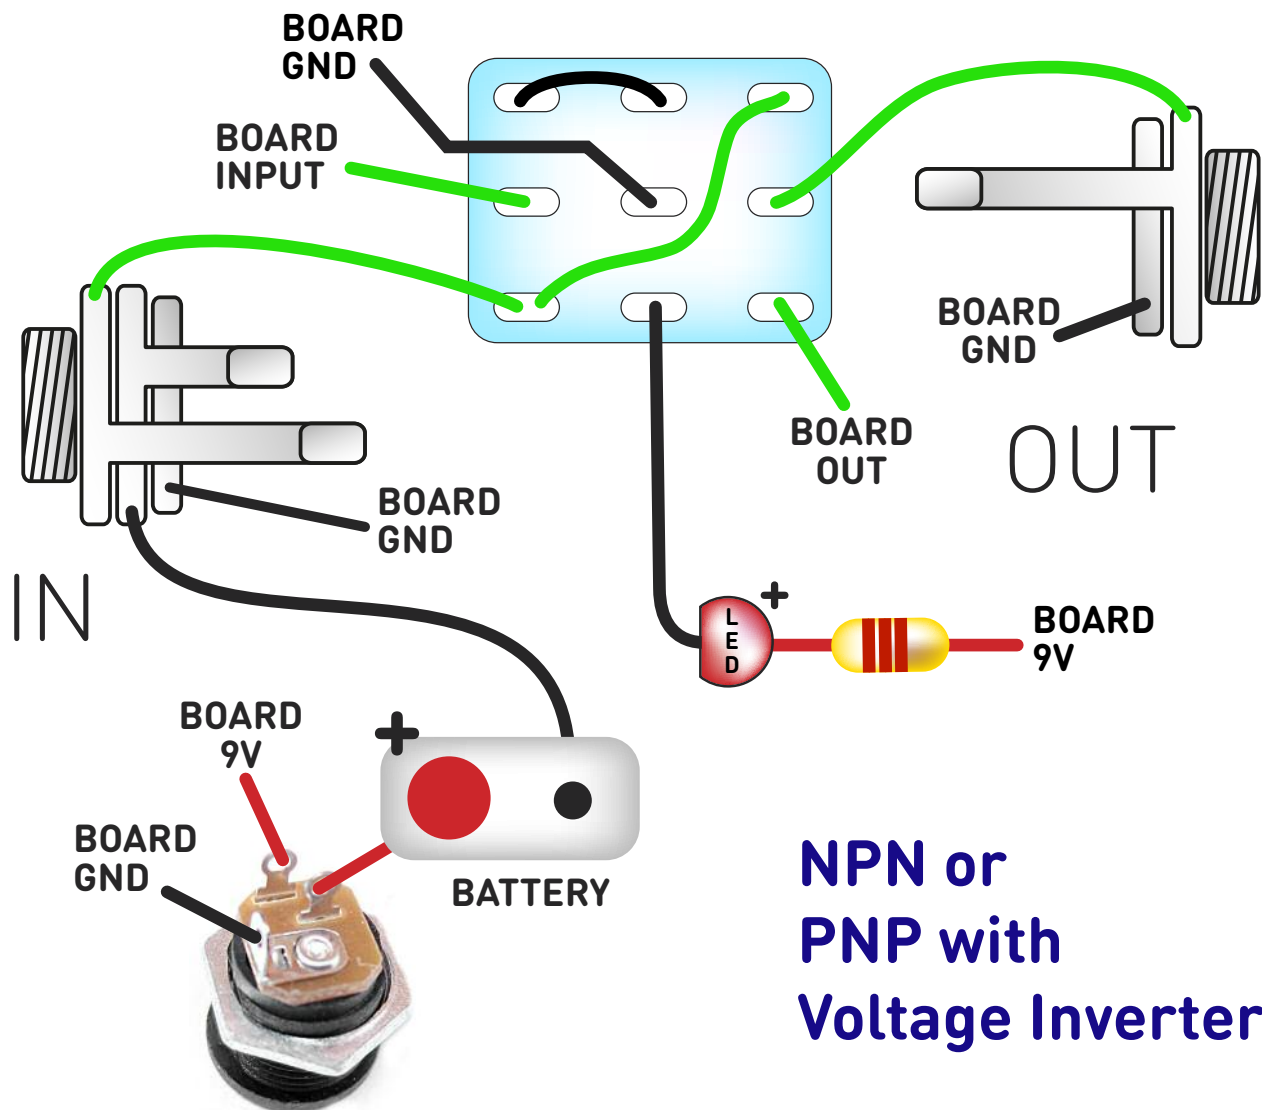 BOARD
GND
BOARD
INPUT
BOARD
GND
BOARD
OUT
OUT
BOARD
GND
IN
+
L
E
D
BOARD
9V
BOARD
9V
+
BOARD
GND
BATTERY
NPN or
PNP with
Voltage Inverter